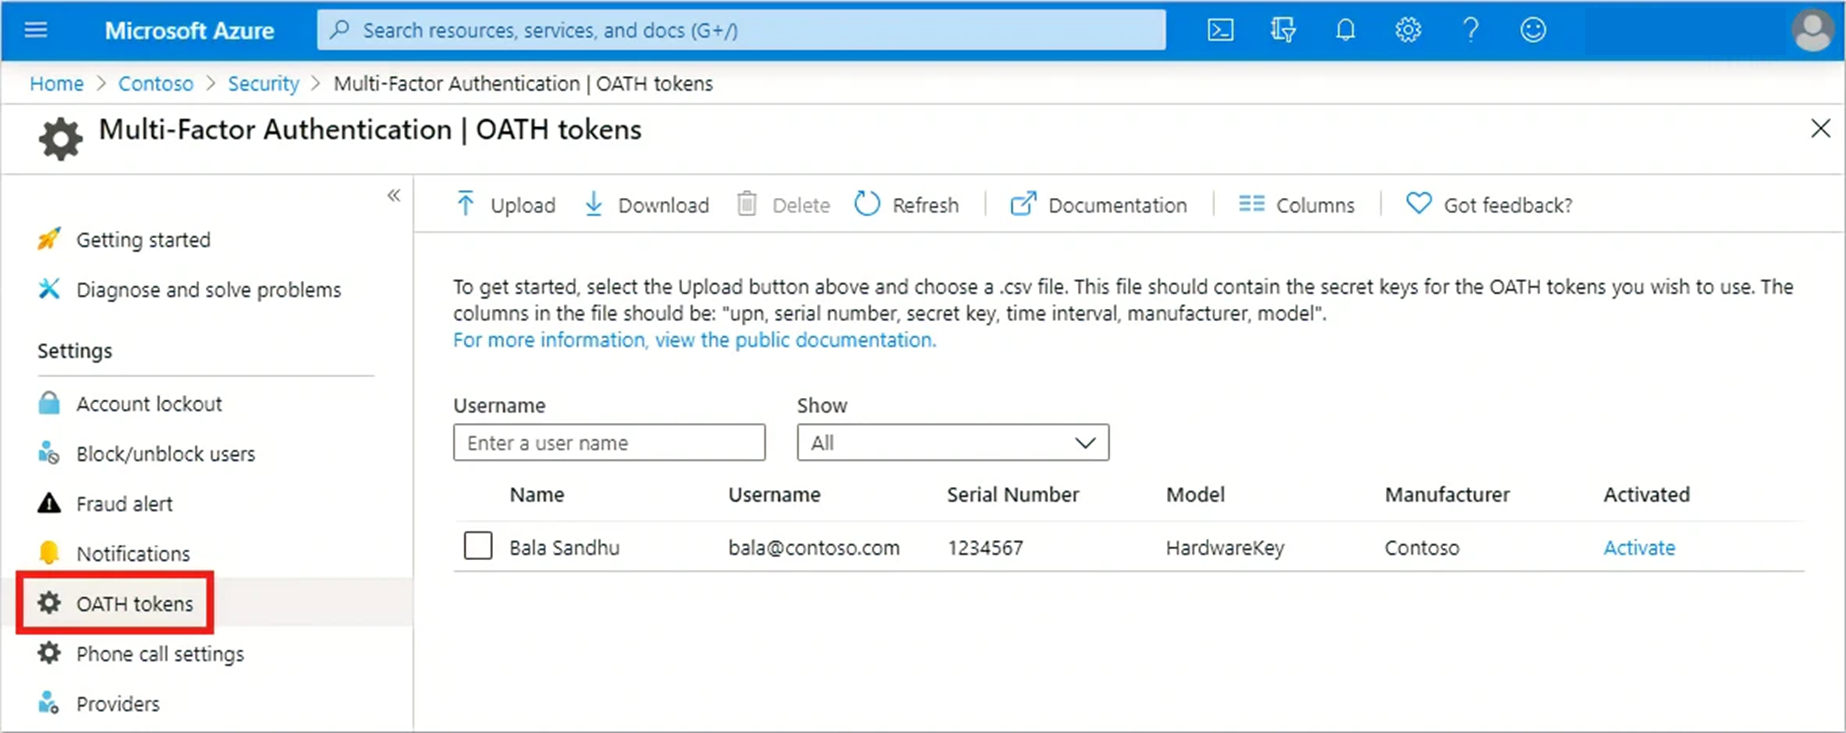 Microsoft Azure
Search resources, services, and docs (G+/)
Home > Contoso > Security > Multi-Factor Authentication | OATH tokens
Multi-Factor Authentication | OATH tokens
Getting started
Diagnose and solve problems
Settings
Account lockout
Block/unblock users
Fraud alert
Notifications
OATH tokens
Phone call settings
Providers
Upload Download Delete Refresh Documentation Columns Got feedback?
To get started, select the Upload button above and choose a .csv file. This file should contain the secret keys for the OATH tokens you wish to use. The
columns in the file should be: "upn, serial number, secret key, time interval, manufacturer, model".
For more information, view the public documentation.
Username Show
Enter a user name All
Name Username Serial Number Model Manufacturer Activated
Bala Sandhu bala@contoso.com 1234567 HardwareKey Contoso Activate